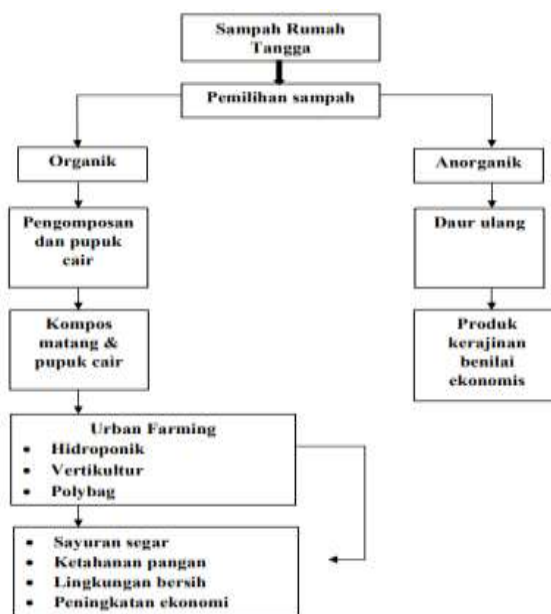 Sampah Rumah
Tangga
Pemilihan sampah
Organik
Anorganik
Pengomposan
dan pupuk
cair
Daur ulang
Kompos
matang &
pupuk cair
Produk
kerajinan
benilai
ekonomis
Urban Farming
• Hidroponik
• Vertikultur
• Polybag
• Sayuran segar
• Ketahanan pangan
• Lingkungan bersih
• Peningkatan ekonomi